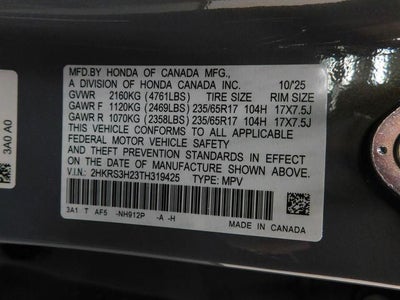 MFD.BY HONDA OF CANADA MFG.,
A DIVISION OF HONDA CANADA INC. 10/'25
GVWR 2160KG (4761LBS) TIRE SIZE RIM SIZE
GAWR F 1120KG (2469LBS) 235/65R17 104H 17X7.5J
GAWR R 1070KG (2358LBS) 235/65R17 104H 17X7.5J
THIS VEHICLE CONFORMS TO ALL APPLICABLE
FEDERAL MOTOR VEHICLE SAFETY
AND THEFT PREVENTION STANDARDS IN EFFECT
ON THE DATE OF MANUFACTURE SHOWN ABOVE.
V.I.N.: 2HKRS3H23TH319425 TYPE: MPV
3A1 T AF5 -NH912P -A -H
MADE IN CANADA
3A0 A0